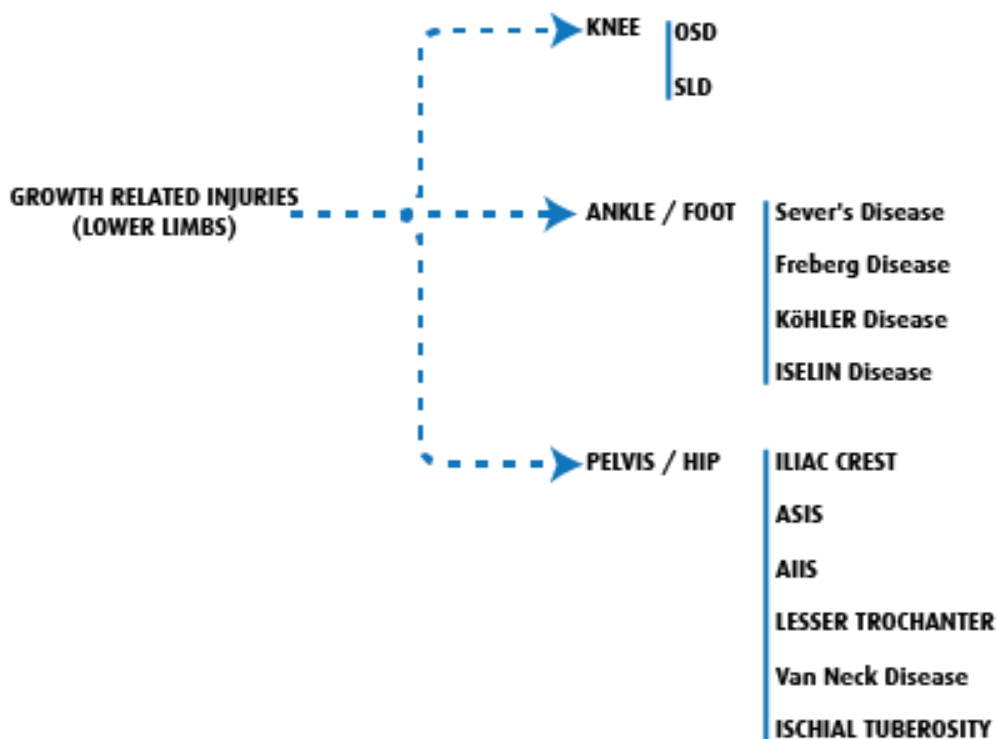 KNEE
OSD
SLD
GROWTH RELATED INJURIES
(LOWER LIMBS)
ANKLE / FOOT
Sever's Disease
Freberg Disease
KöHLER Disease
ISELIN Disease
PELVIS / HIP
ILIAC CREST
ASIS
AIIS
LESSER TROCHANTER
Van Neck Disease
ISCHIAL TUBEROSITY